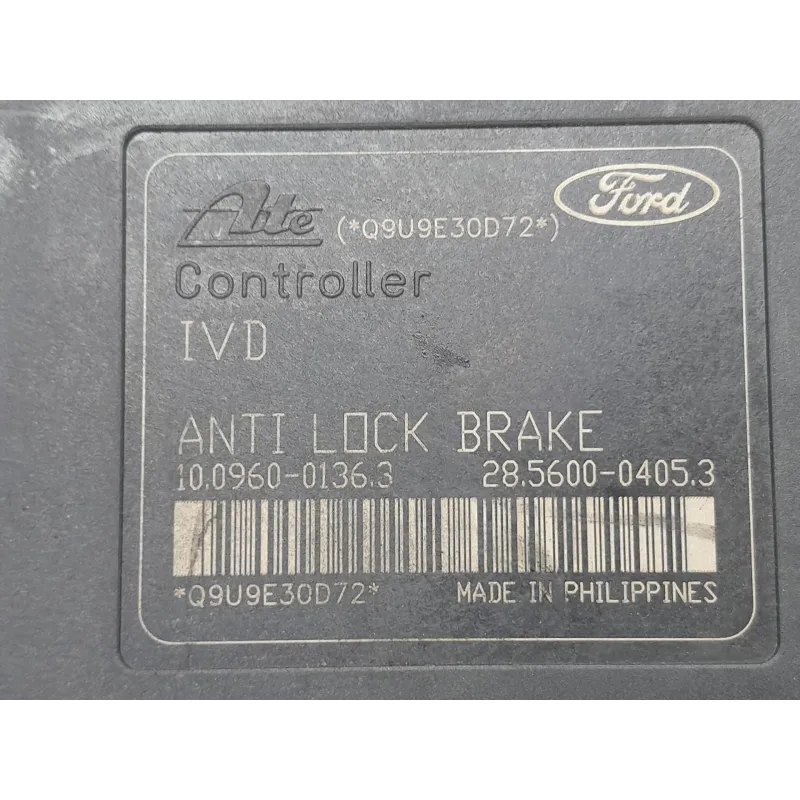 Ate (*Q9U9E30D72*) Ford
Controller
IVD
ANTI LOCK BRAKE
10.0960-0136.3 28.5600-0405.3
*Q9U9E30D72* MADE IN PHILIPPINES